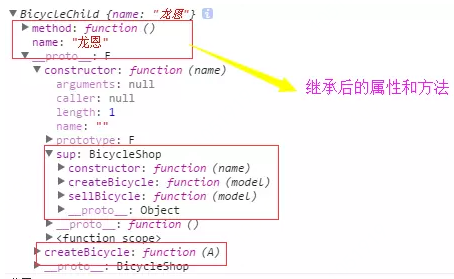 BicycleChild {name: "龙恩"}
method: function ()
name: "龙恩"
__proto__: F
constructor: function (name)
arguments: null
caller: null
length: 1
name: ""
prototype: F
sup: BicycleShop
constructor: function (name)
createBicycle: function (model)
sellBicycle: function (model)
__proto__: Object
__proto__: function ()
<function scope>
createBicycle: function (A)
__proto__: BicycleShop
继承后的属性和方法